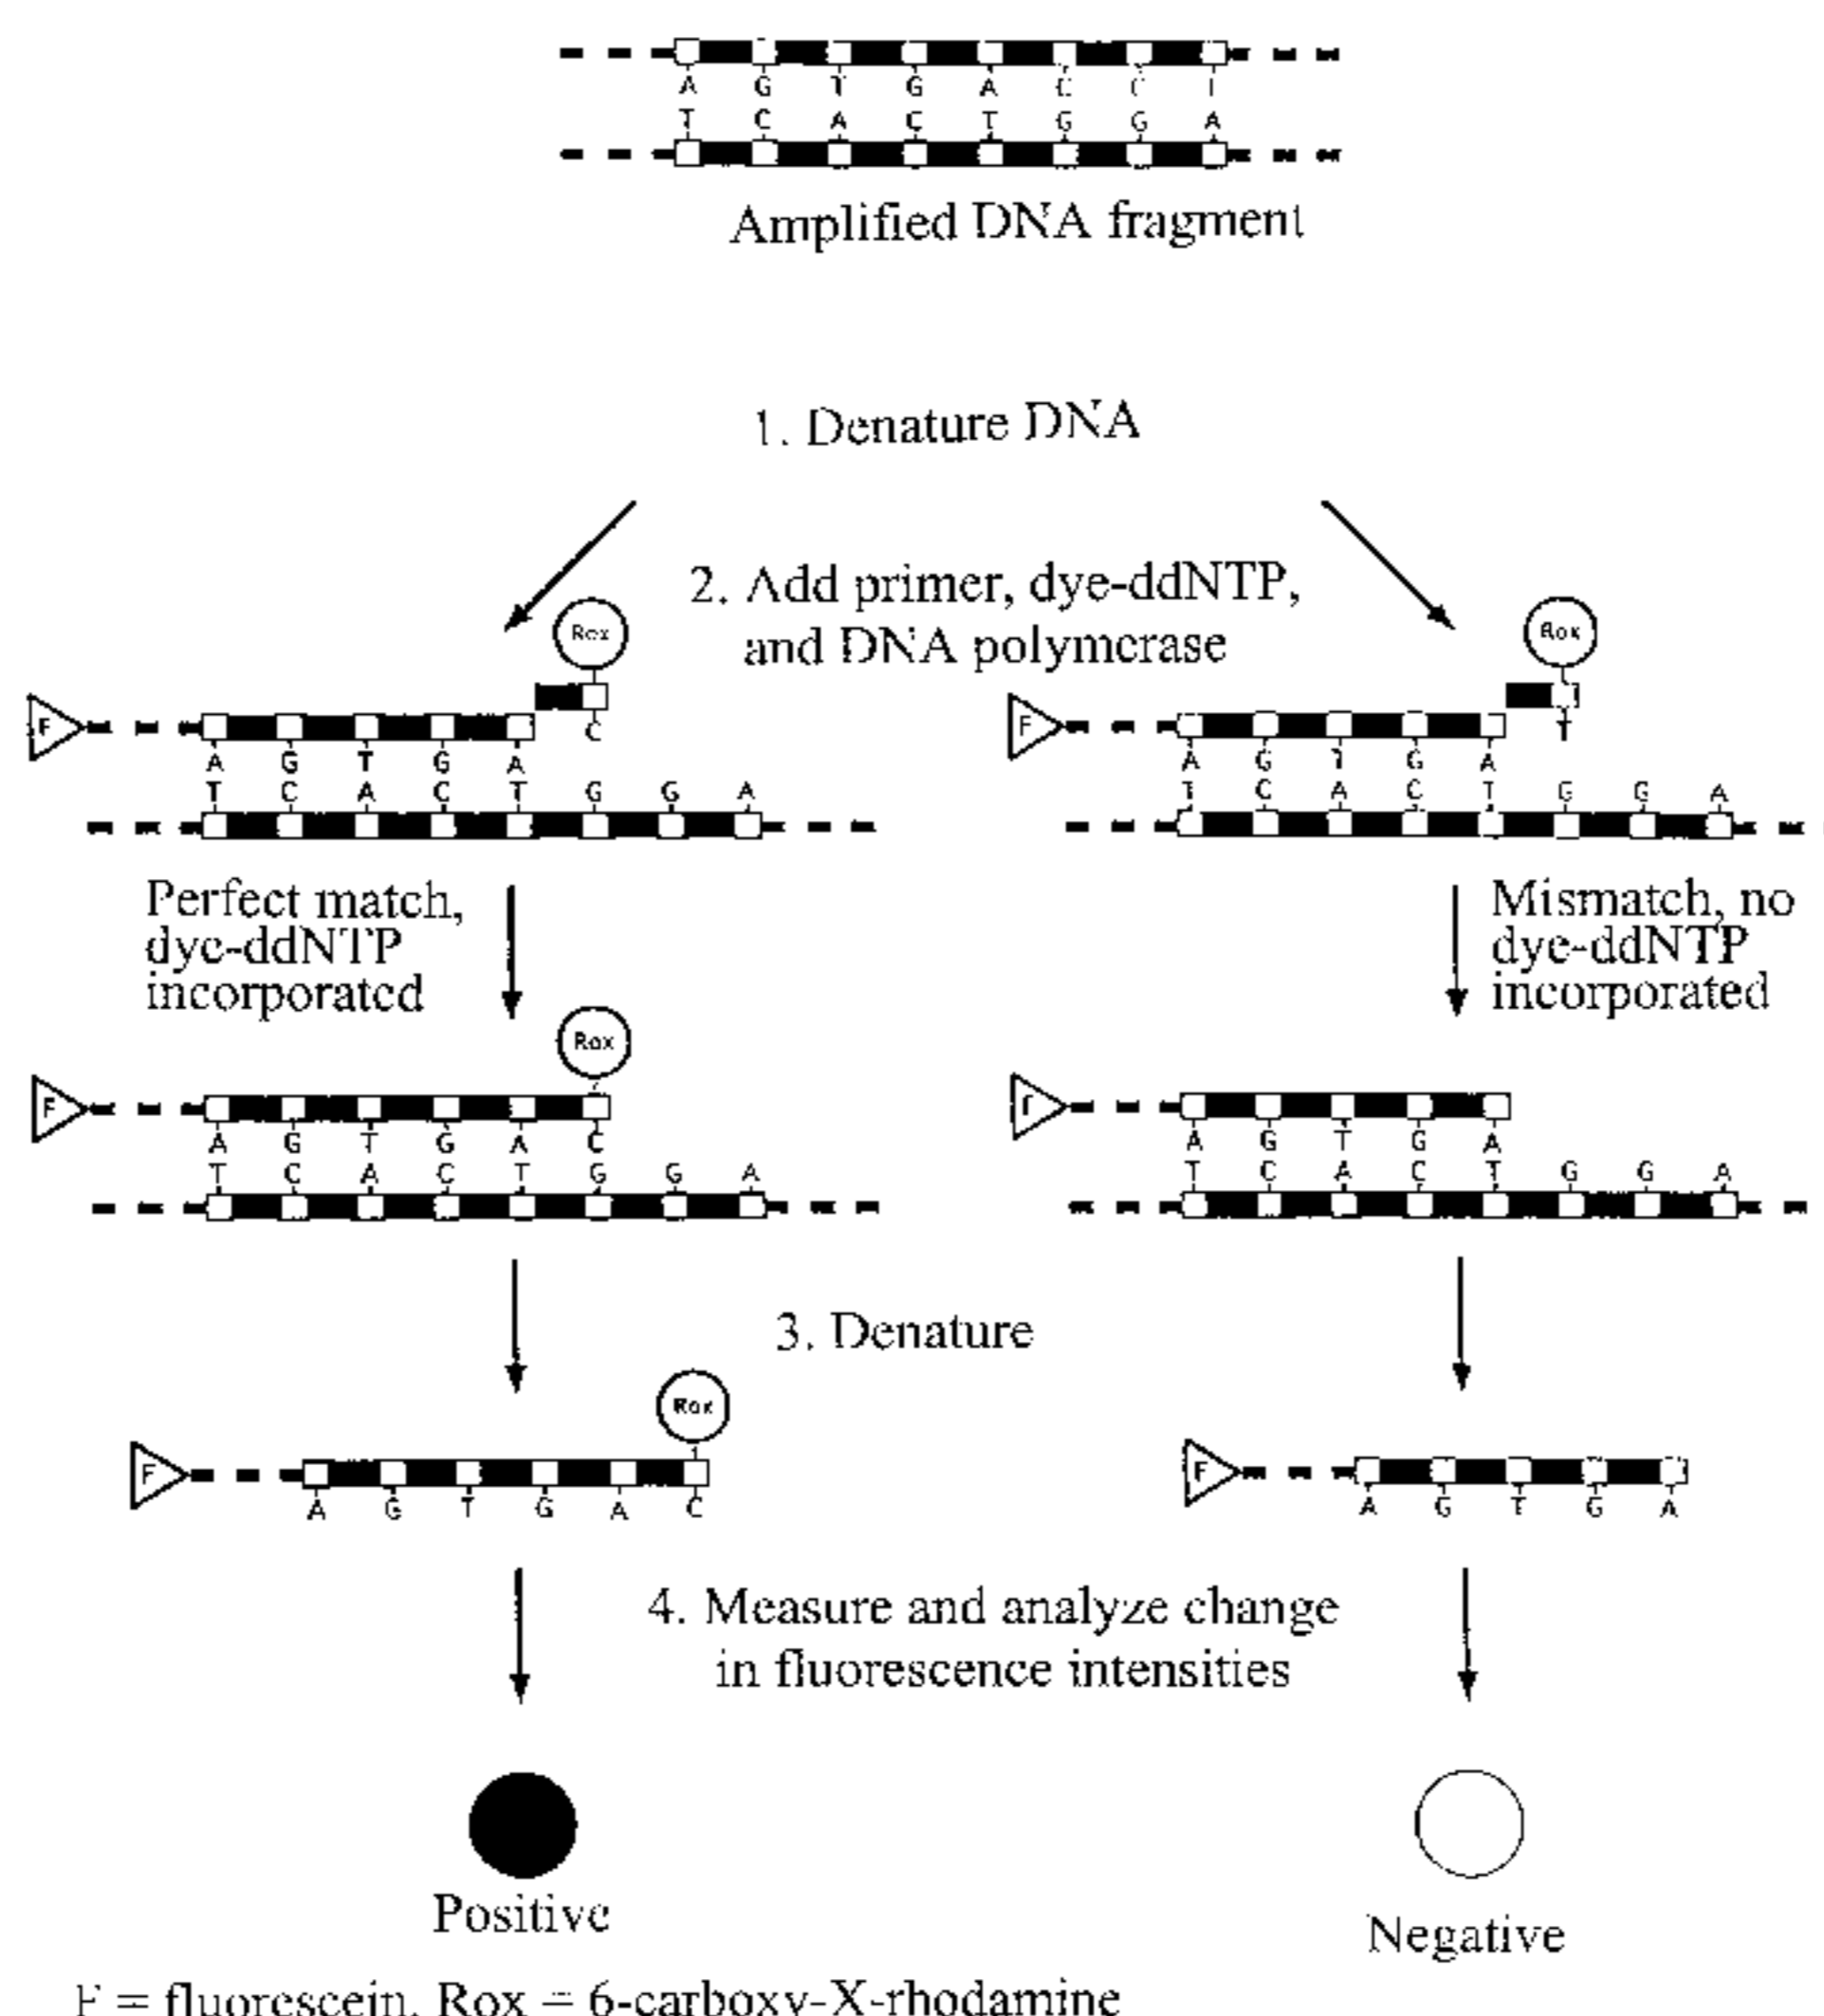 A G T G A C C T
T C A C T G G A
Amplified DNA fragment
1. Denature DNA
2. Add primer, dye-ddNTP,
and DNA polymerase
Rox
F
C
A G T G A
T C A C T G G A
Rox
F
T
A G T G A
T C A C T G G A
Perfect match,
dye-ddNTP
incorporated
Mismatch, no
dye-ddNTP
incorporated
Rox
F
A G T G A C
T C A C T G G A
F
A G T G A
T C A C T G G A
3. Denature
Rox
F
A G T G A C
F
A G T G A
4. Measure and analyze change
in fluorescence intensities
Positive
Negative
F = fluorescein, Rox = 6-carboxy-X-rhodamine